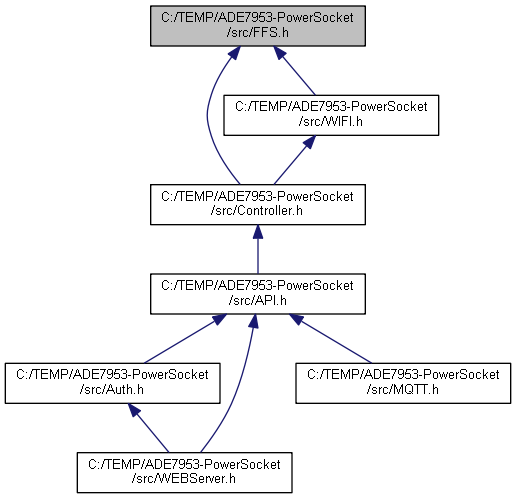 C:/TEMP/ADE7953-PowerSocket
/src/FFS.h
C:/TEMP/ADE7953-PowerSocket
/src/WIFI.h
C:/TEMP/ADE7953-PowerSocket
/src/Controller.h
C:/TEMP/ADE7953-PowerSocket
/src/API.h
C:/TEMP/ADE7953-PowerSocket
/src/Auth.h
C:/TEMP/ADE7953-PowerSocket
/src/MQTT.h
C:/TEMP/ADE7953-PowerSocket
/src/WEBServer.h